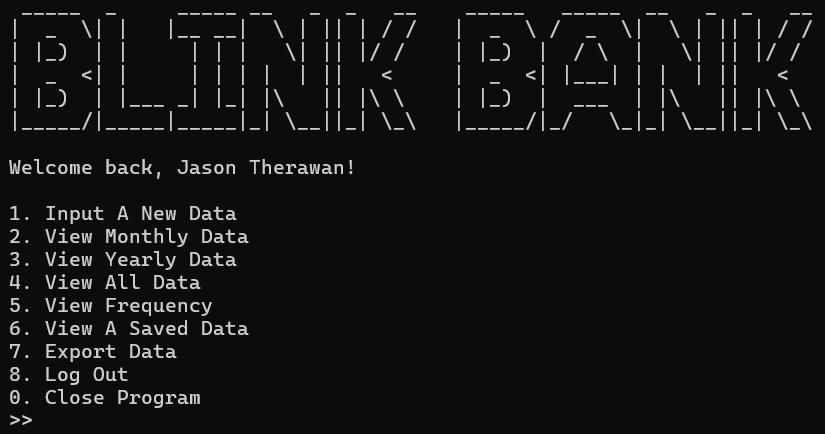 BLINK BANK
Welcome back, Jason Therawan!
1. Input A New Data
2. View Monthly Data
3. View Yearly Data
4. View All Data
5. View Frequency
6. View A Saved Data
7. Export Data
8. Log Out
0. Close Program
>>